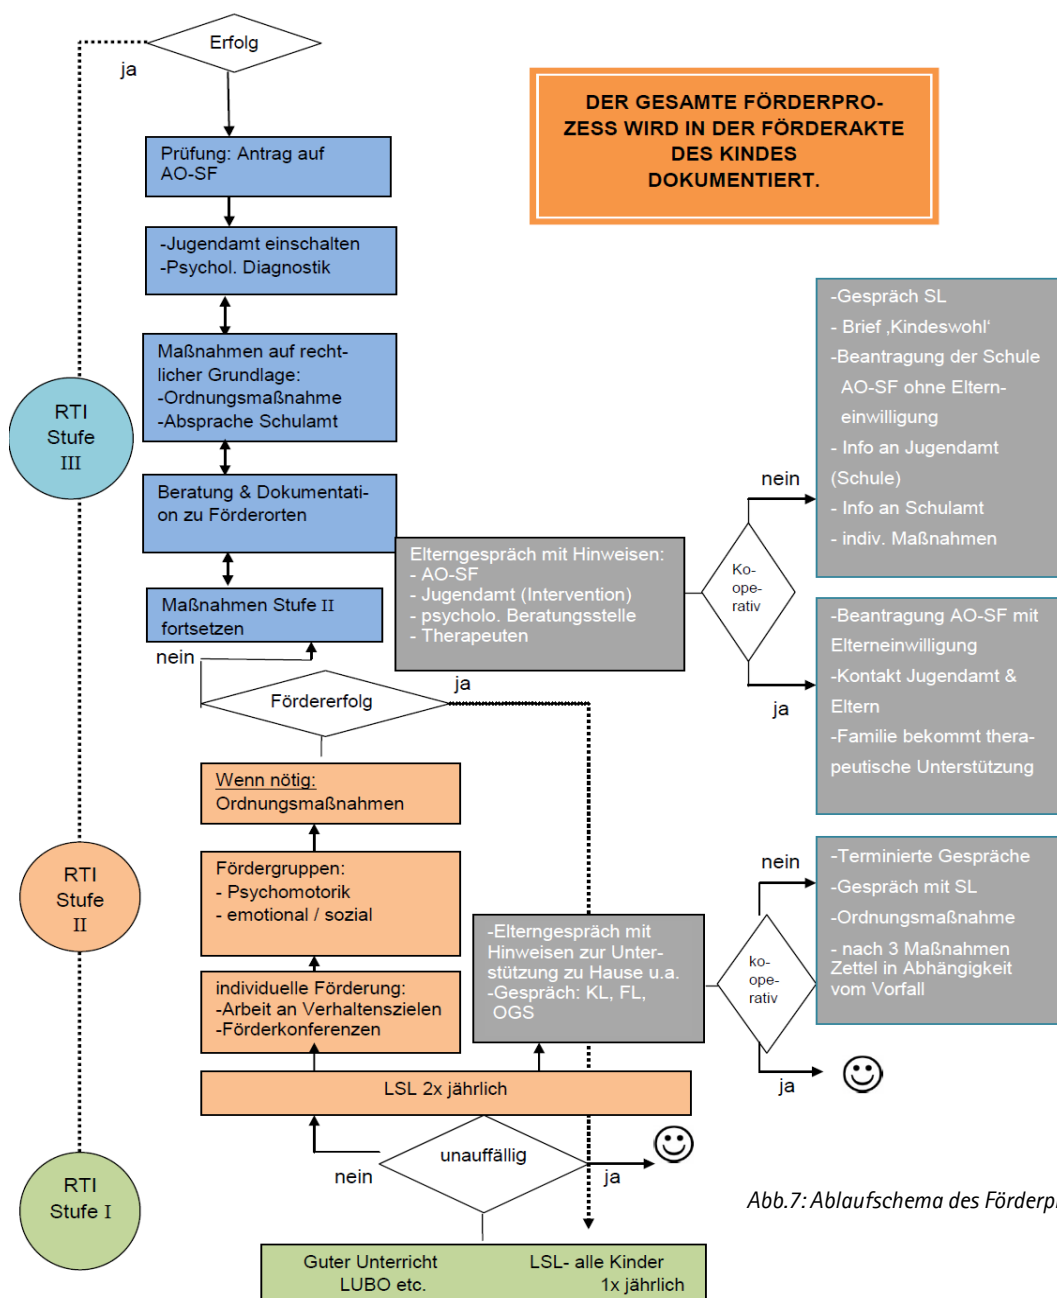 Erfolg
ja
DER GESAMTE FÖRDERPRO-
ZESS WIRD IN DER FÖRDERAKTE
DES KINDES
DOKUMENTIERT.
Prüfung: Antrag auf
AO-SF
-Jugendamt einschalten
-Psychol. Diagnostik
Maßnahmen auf recht-
licher Grundlage:
-Ordnungsmaßnahme
-Absprache Schulamt
RTI
Stufe
III
Beratung & Dokumentati-
on zu Förderorten
Maßnahmen Stufe II
fortsetzen
Elterngespräch mit Hinweisen:
- AO-SF
- Jugendamt (Intervention)
- psycholo. Beratungsstelle
- Therapeuten
Ko-
ope-
rativ
nein
-Gespräch SL
- Brief ‚Kindeswohl‘
-Beantragung der Schule
AO-SF ohne Eltern-
einwilligung
- Info an Jugendamt
(Schule)
- Info an Schulamt
- indiv. Maßnahmen
ja
-Beantragung AO-SF mit
Elterneinwilligung
-Kontakt Jugendamt &
Eltern
-Familie bekommt thera-
peutische Unterstützung
nein
Fördererfolg
ja
Wenn nötig:
Ordnungsmaßnahmen
Fördergruppen:
- Psychomotorik
- emotional / sozial
RTI
Stufe
II
individuelle Förderung:
-Arbeit an Verhaltenszielen
-Förderkonferenzen
-Elterngespräch mit
Hinweisen zur Unter-
stützung zu Hause u.a.
-Gespräch: KL, FL,
OGS
ko-
ope-
rativ
nein
-Terminierte Gespräche
-Gespräch mit SL
-Ordnungsmaßnahme
- nach 3 Maßnahmen
Zettel in Abhängigkeit
vom Vorfall
ja
LSL 2x jährlich
unauffällig
nein
ja
RTI
Stufe I
Abb.7: Ablaufschema des Förderp
Guter Unterricht
LUBO etc.
LSL- alle Kinder
1x jährlich